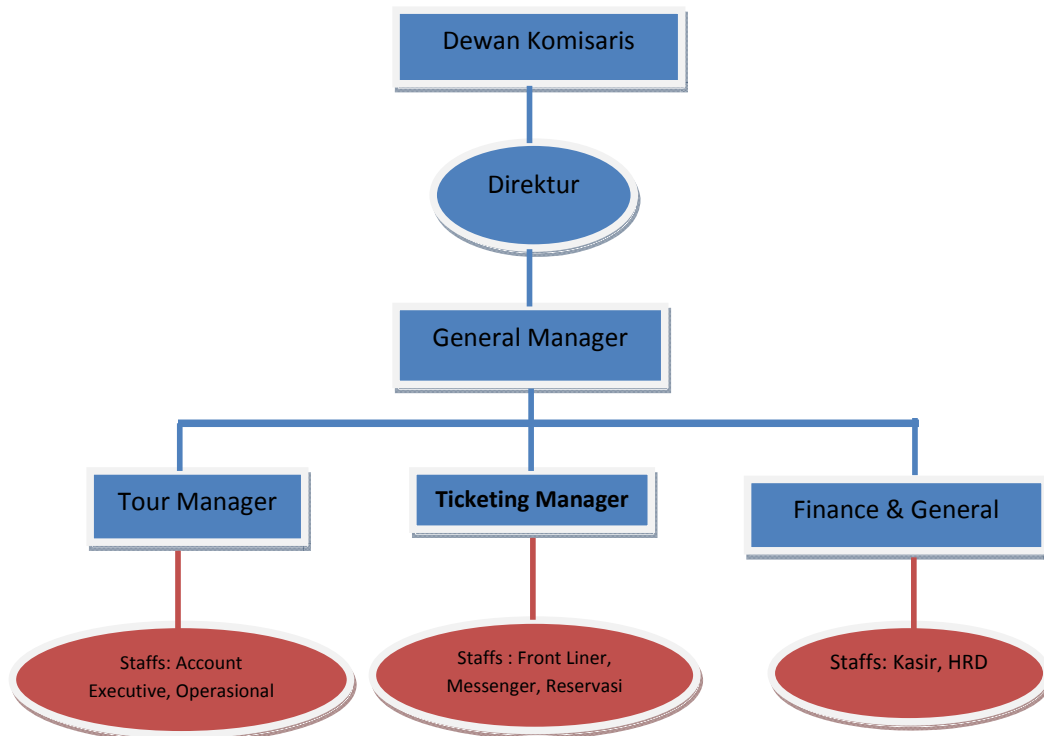 Dewan Komisaris
Direktur
General Manager
Tour Manager
Ticketing Manager
Finance & General
Staffs: Account
Executive, Operasional
Staffs : Front Liner,
Messenger, Reservasi
Staffs: Kasir, HRD